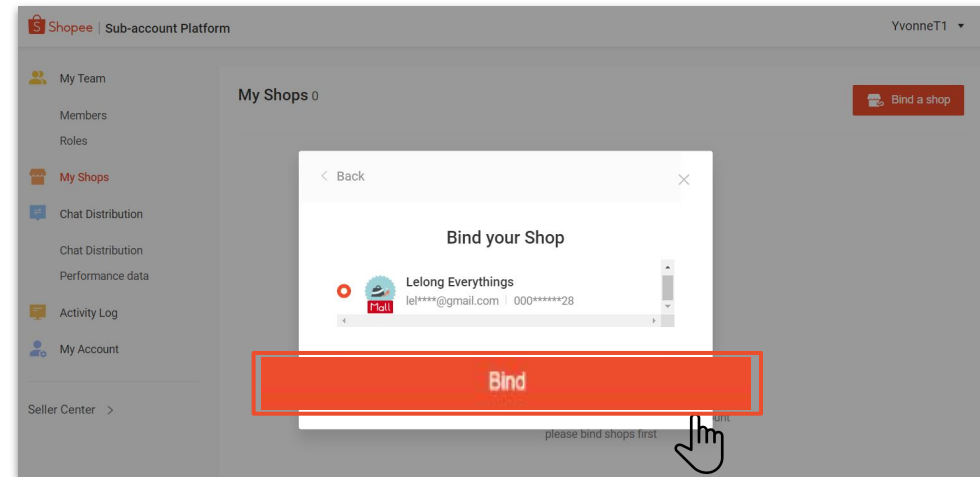 Shopee | Sub-account Platform
YvonneT1
My Team
Members
Roles
My Shops
Chat Distribution
Chat Distribution
Performance data
Activity Log
My Account
Seller Center >
My Shops 0
Bind a shop
< Back
Bind your Shop
Lelong Everythings
Mall
lel****@gmail.com | 000******28
Bind
please bind shops first